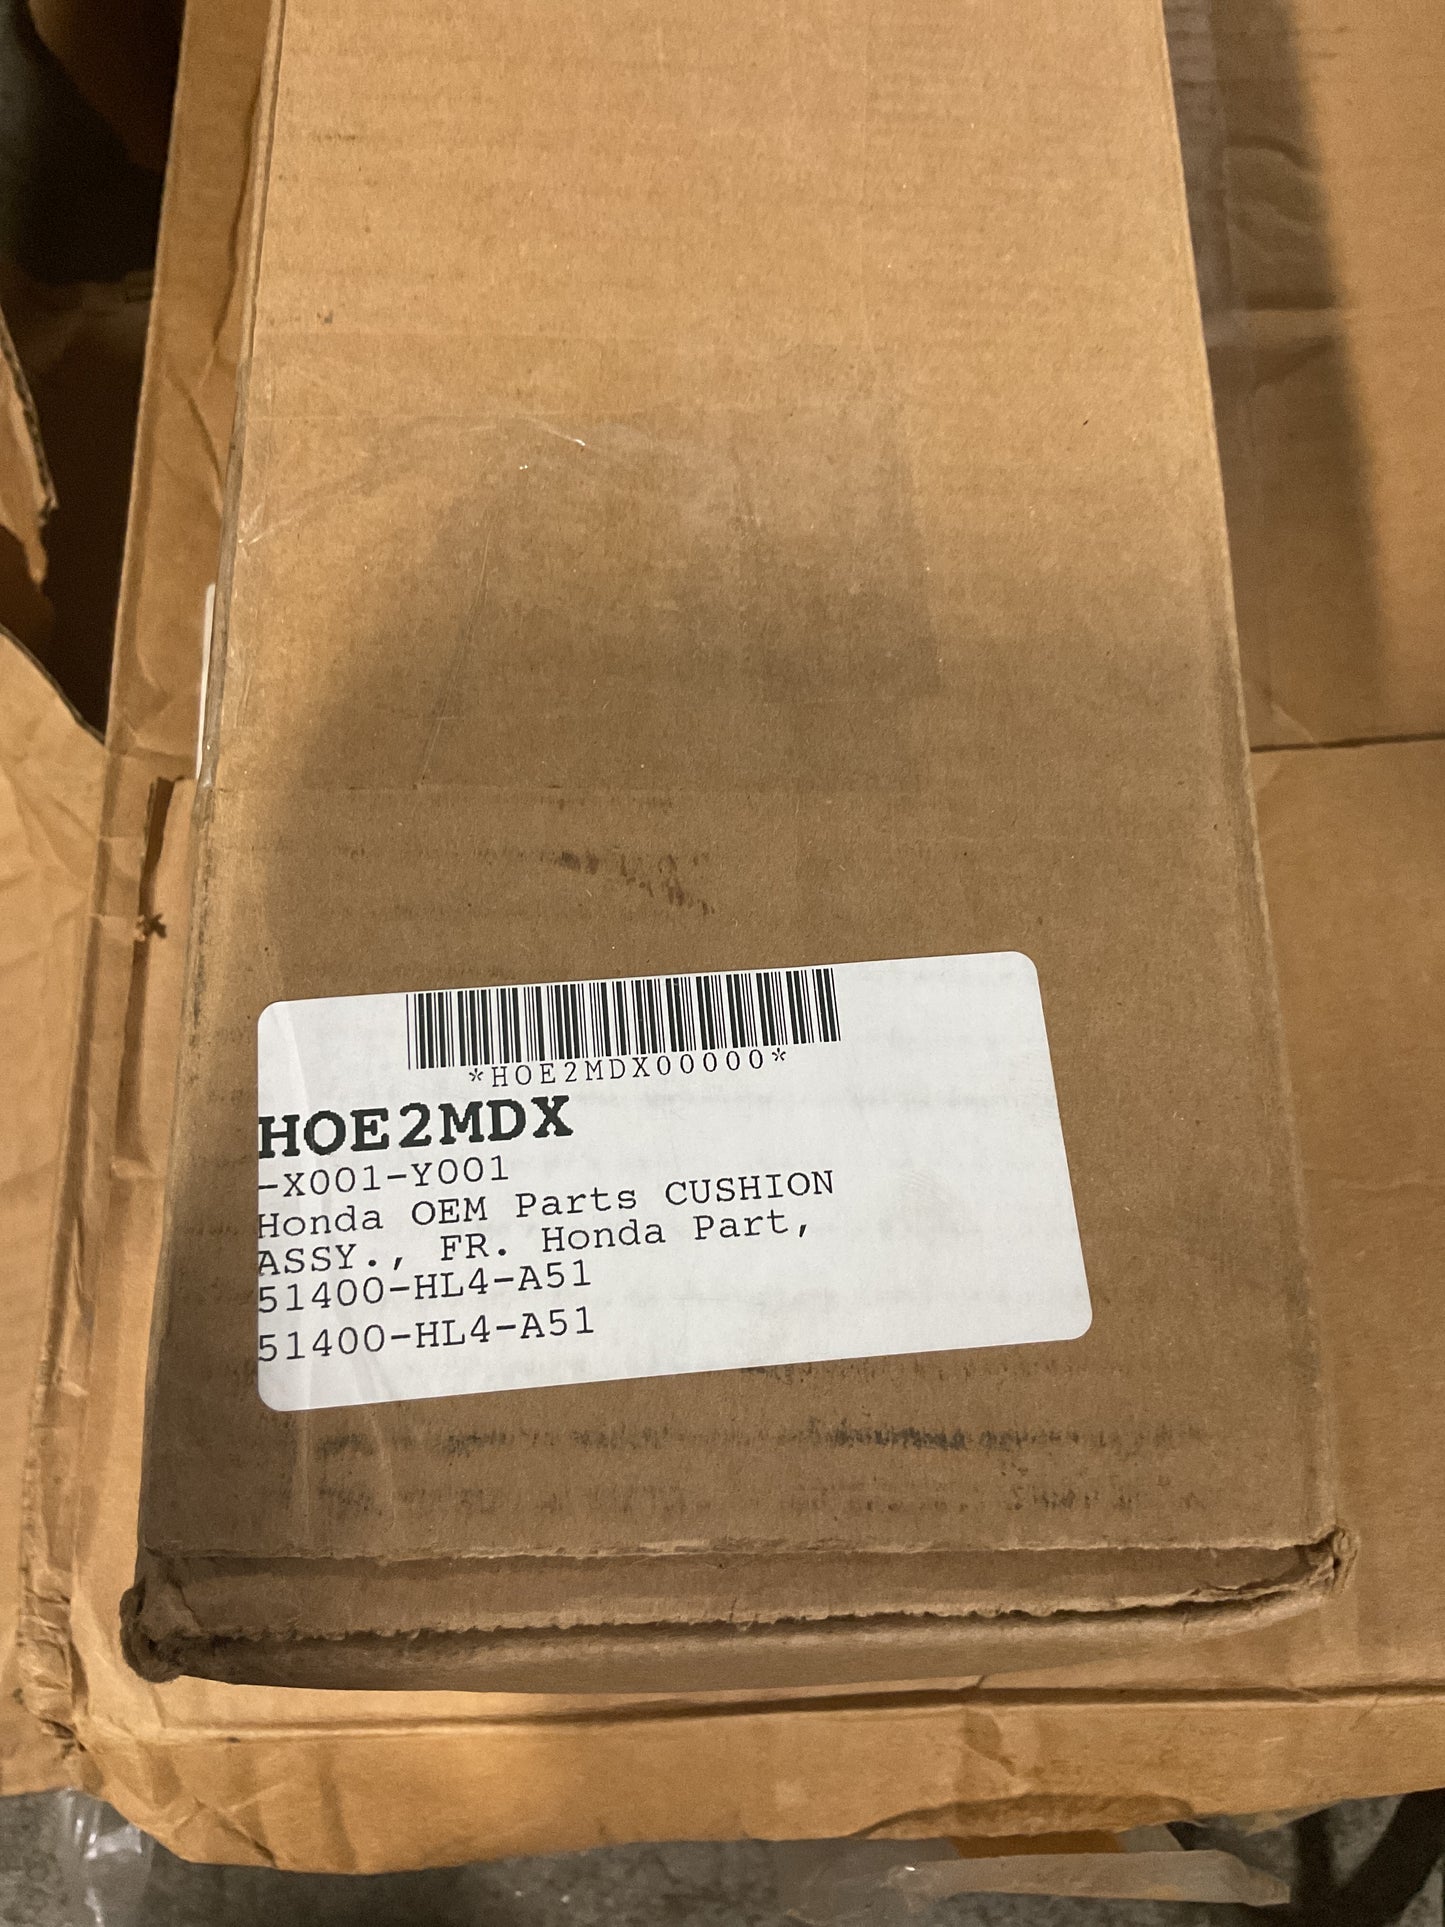 *HOE2MDX00000*
HOE2MDX
-X001-Y001
Honda OEM Parts CUSHION
ASSY., FR. Honda Part,
51400-HL4-A51
51400-HL4-A51